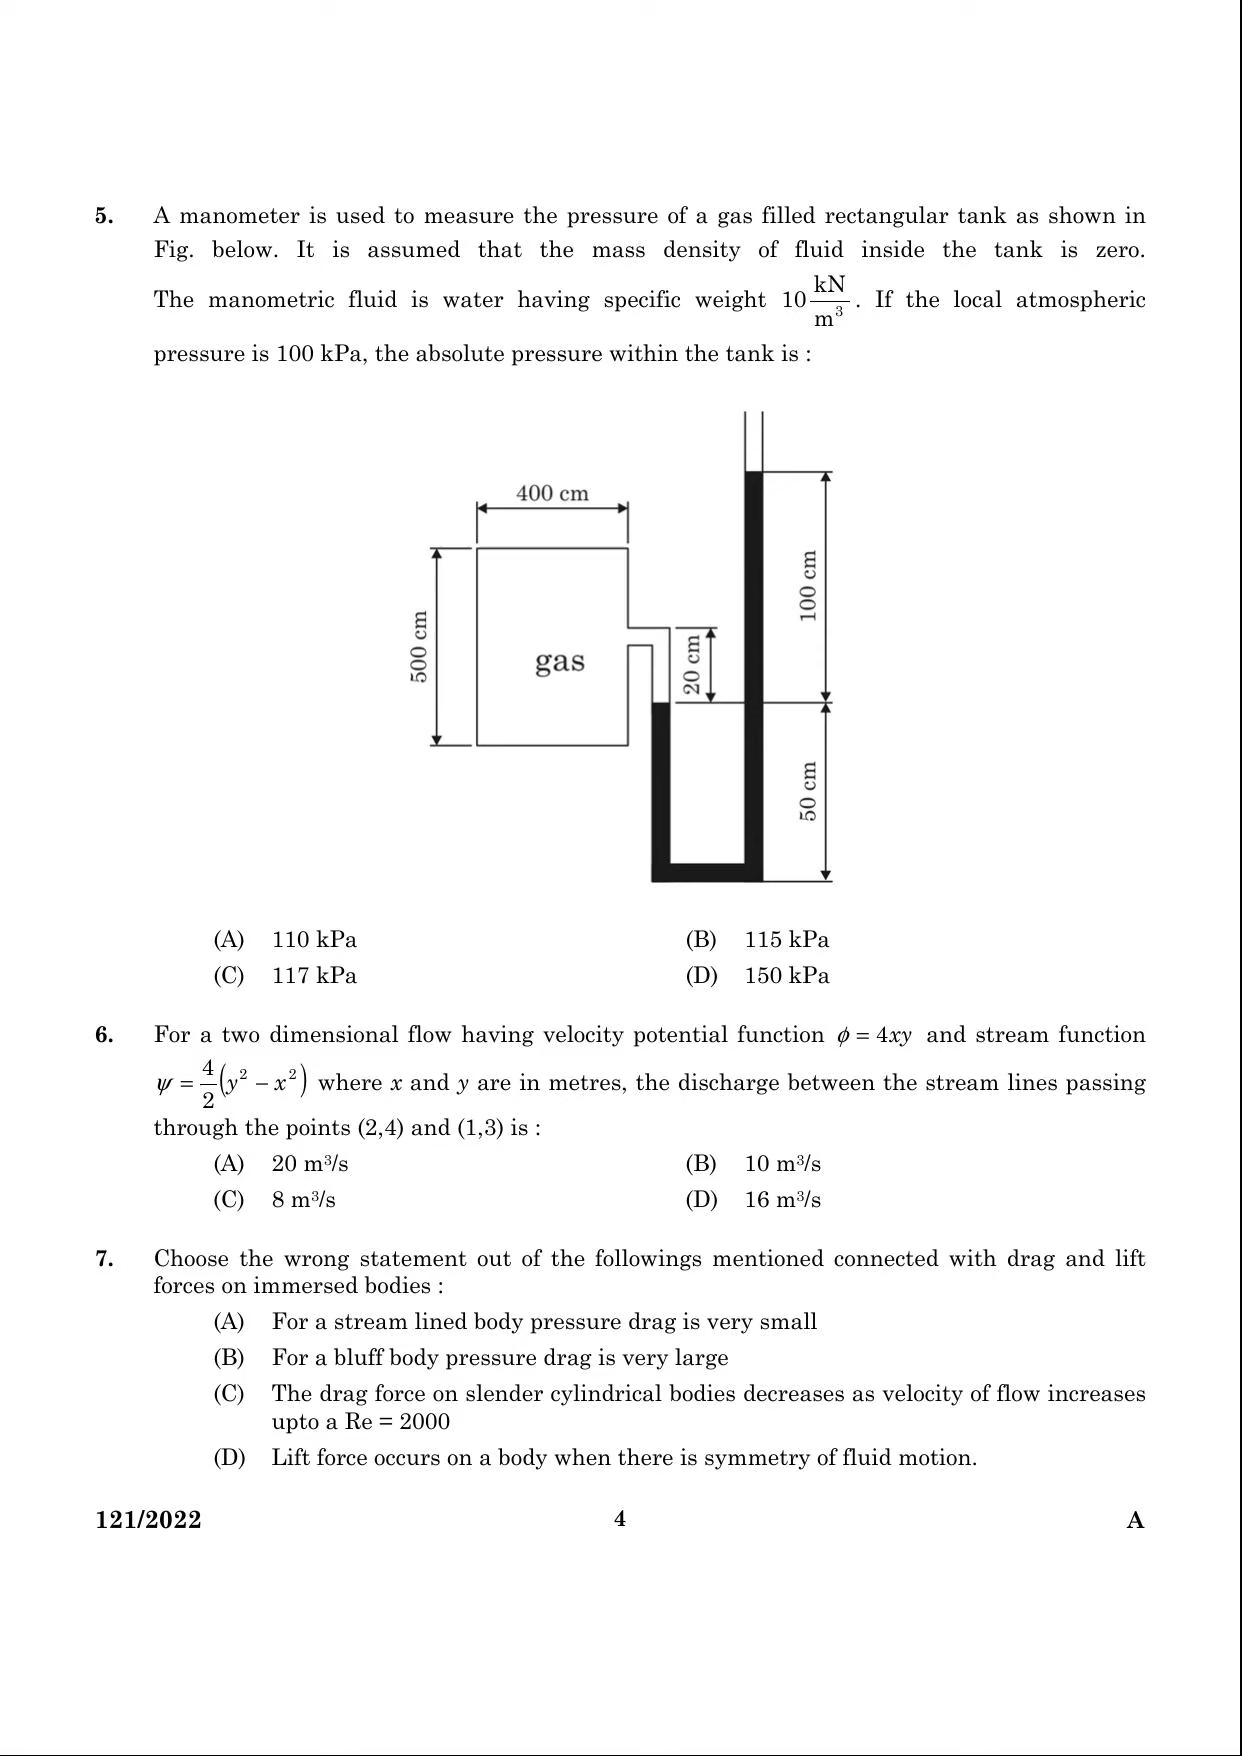 5. A manometer is used to measure the pressure of a gas filled rectangular tank as shown in
Fig. below. It is assumed that the mass density of fluid inside the tank is zero.
The manometric fluid is water having specific weight 10 kN/m³. If the local atmospheric
pressure is 100 kPa, the absolute pressure within the tank is :
400 cm
500 cm
gas
20 cm
100 cm
50 cm
(A) 110 kPa (B) 115 kPa
(C) 117 kPa (D) 150 kPa
6. For a two dimensional flow having velocity potential function ϕ = 4xy and stream function
ψ = 4/2 (y² − x²) where x and y are in metres, the discharge between the stream lines passing
through the points (2,4) and (1,3) is :
(A) 20 m³/s (B) 10 m³/s
(C) 8 m³/s (D) 16 m³/s
7. Choose the wrong statement out of the followings mentioned connected with drag and lift
forces on immersed bodies :
(A) For a stream lined body pressure drag is very small
(B) For a bluff body pressure drag is very large
(C) The drag force on slender cylindrical bodies decreases as velocity of flow increases
upto a Re = 2000
(D) Lift force occurs on a body when there is symmetry of fluid motion.
121/2022 4 A